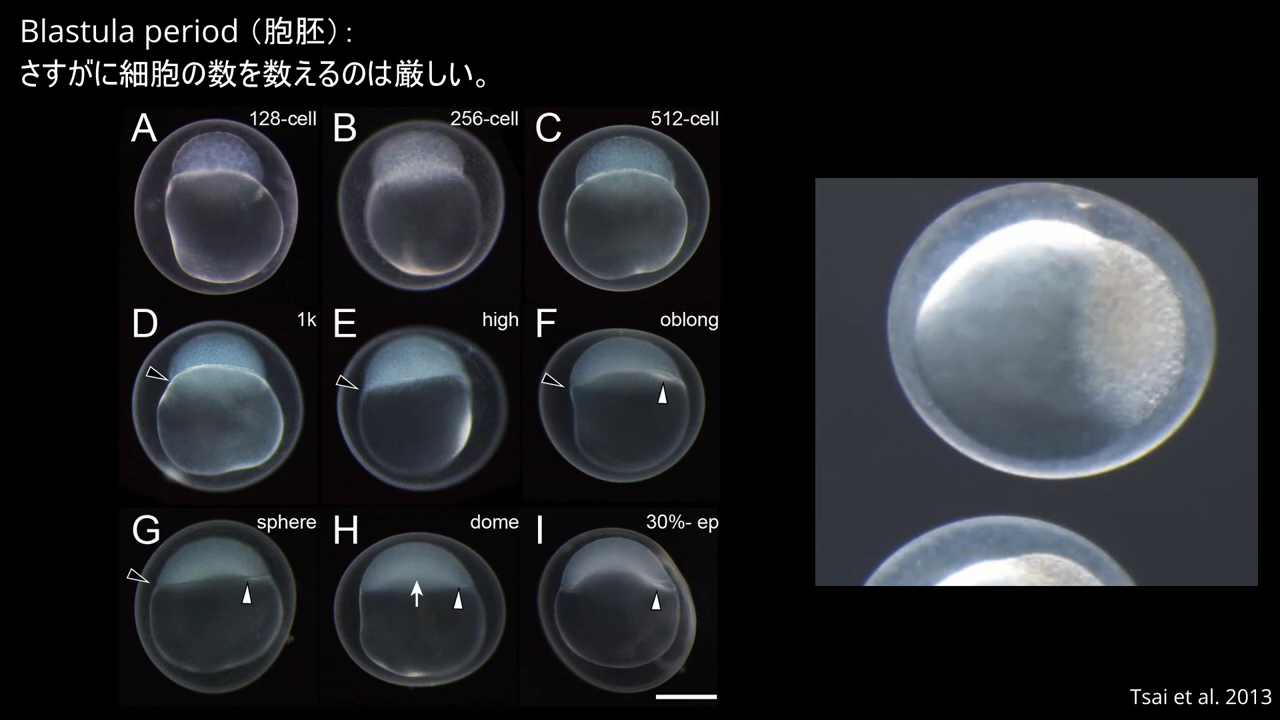 Blastula period（胞胚）:
さすがに細胞の数を数えるのは厳しい。
A 128-cell
B 256-cell
C 512-cell
D 1k
E high
F oblong
G sphere
H dome
I 30%- ep
Tsai et al. 2013